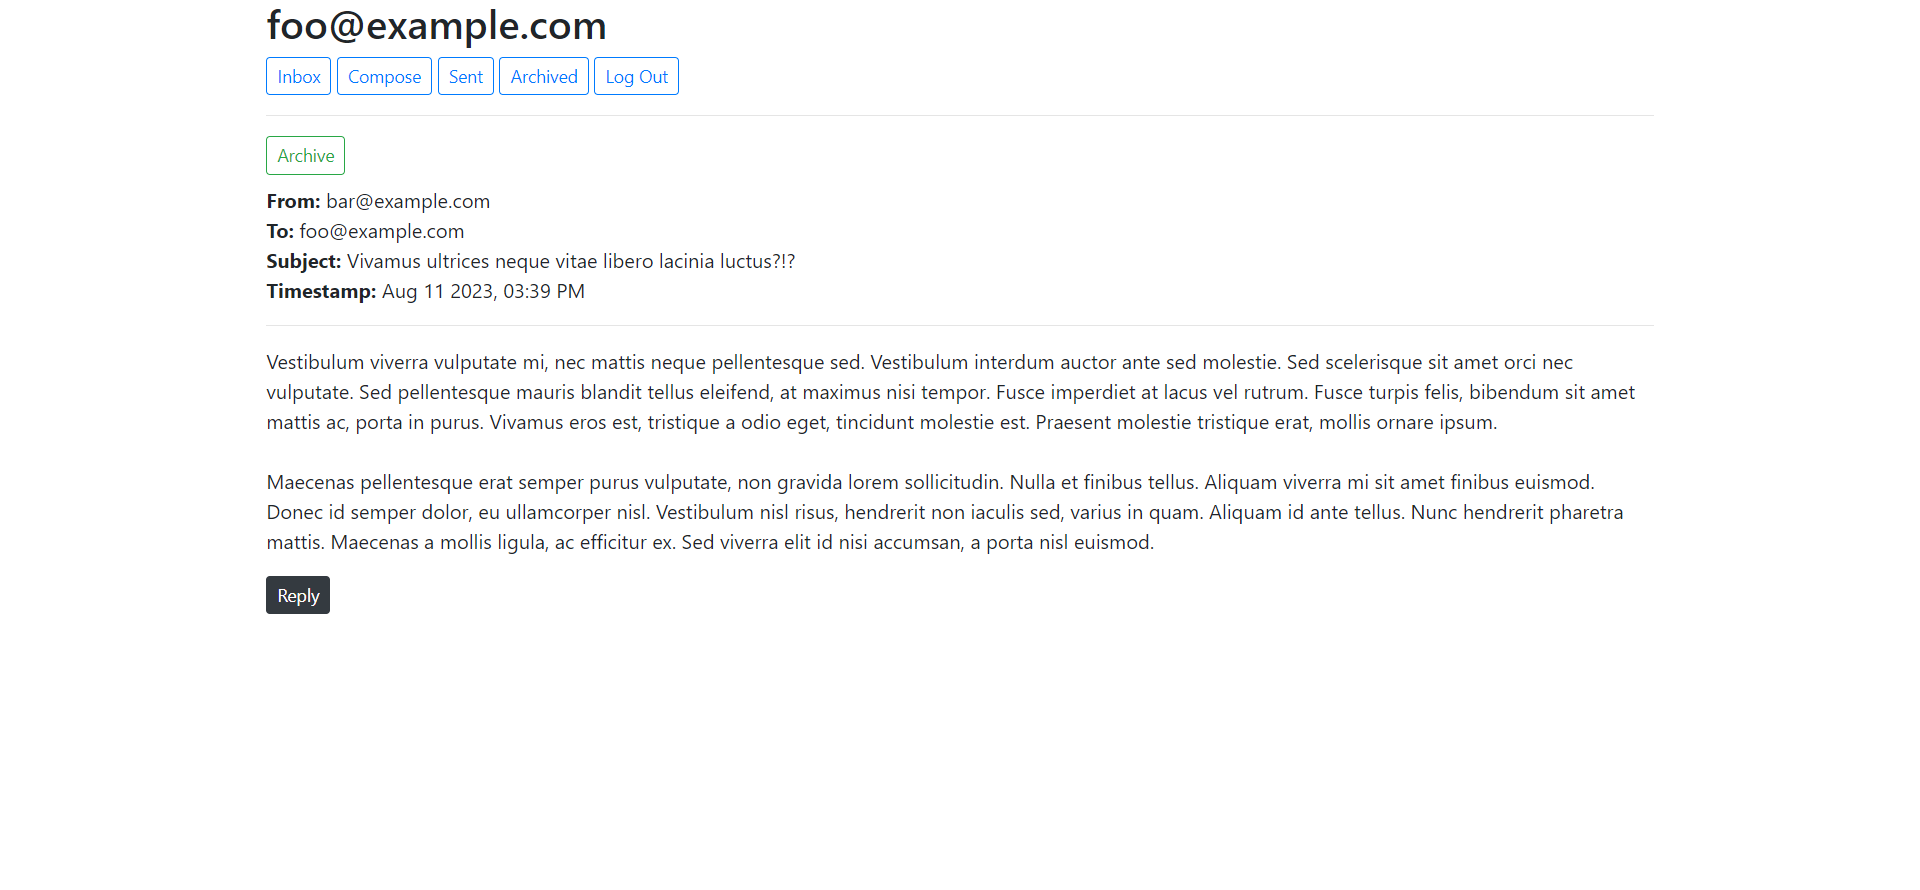 foo@example.com
Inbox Compose Sent Archived Log Out
Archive
From: bar@example.com
To: foo@example.com
Subject: Vivamus ultrices neque vitae libero lacinia luctus?!?
Timestamp: Aug 11 2023, 03:39 PM
Vestibulum viverra vulputate mi, nec mattis neque pellentesque sed. Vestibulum interdum auctor ante sed molestie. Sed scelerisque sit amet orci nec
vulputate. Sed pellentesque mauris blandit tellus eleifend, at maximus nisi tempor. Fusce imperdiet at lacus vel rutrum. Fusce turpis felis, bibendum sit amet
mattis ac, porta in purus. Vivamus eros est, tristique a odio eget, tincidunt molestie est. Praesent molestie tristique erat, mollis ornare ipsum.
Maecenas pellentesque erat semper purus vulputate, non gravida lorem sollicitudin. Nulla et finibus tellus. Aliquam viverra mi sit amet finibus euismod.
Donec id semper dolor, eu ullamcorper nisl. Vestibulum nisl risus, hendrerit non iaculis sed, varius in quam. Aliquam id ante tellus. Nunc hendrerit pharetra
mattis. Maecenas a mollis ligula, ac efficitur ex. Sed viverra elit id nisi accumsan, a porta nisl euismod.
Reply